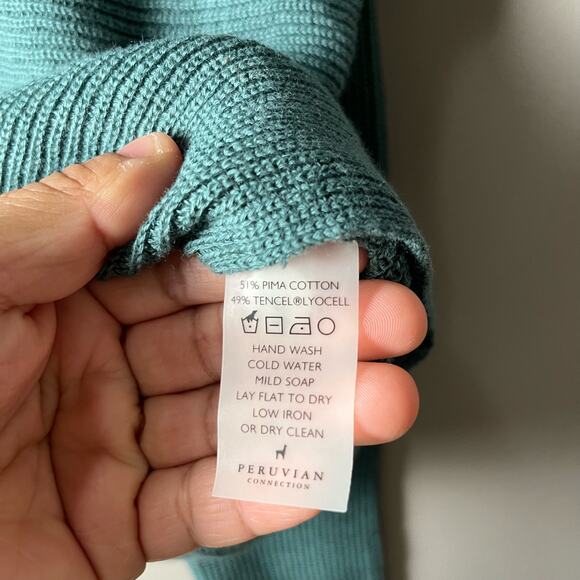 51% PIMA COTTON
49% TENCEL®LYOCELL
HAND WASH
COLD WATER
MILD SOAP
LAY FLAT TO DRY
LOW IRON
OR DRY CLEAN
PERUVIAN
CONNECTION